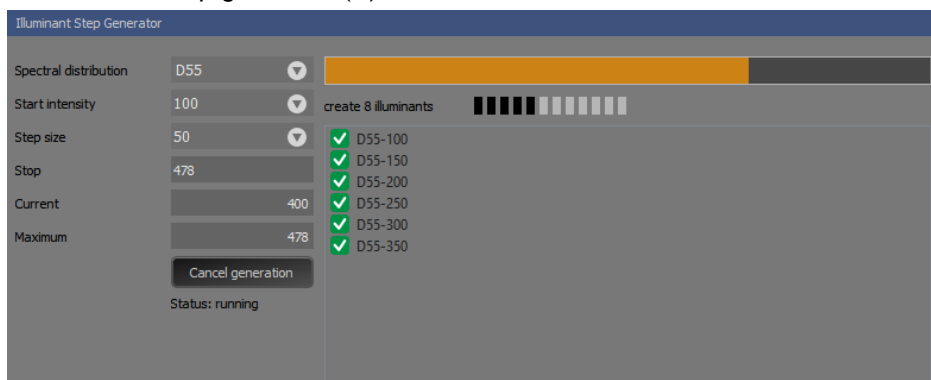 Illuminant Step Generator
Spectral distribution D55
Start intensity 100
create 8 illuminants
Step size 50
Stop 478
Current 400
Maximum 478
Cancel generation
Status: running
D55-100
D55-150
D55-200
D55-250
D55-300
D55-350